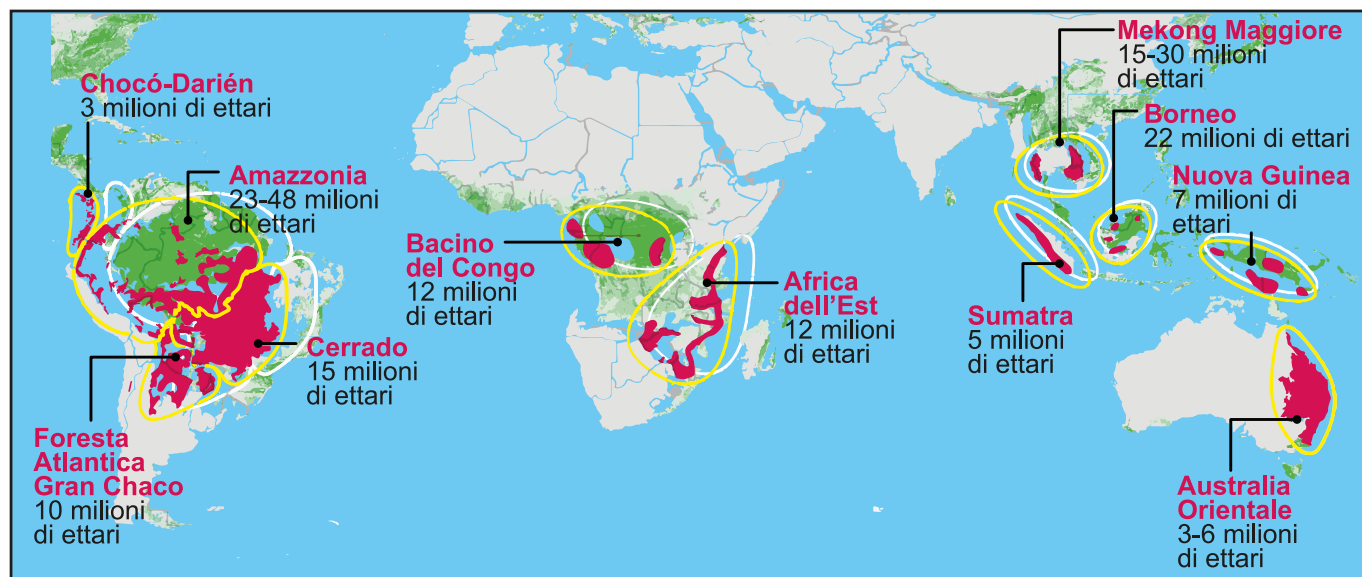 Chocó-Darién
3 milioni di ettari
Amazzonia
23-48 milioni
di ettari
Cerrado
15 milioni
di ettari
Foresta
Atlantica
Gran Chaco
10 milioni
di ettari
Bacino
del Congo
12 milioni
di ettari
Africa
dell’Est
12 milioni
di ettari
Mekong Maggiore
15-30 milioni
di ettari
Borneo
22 milioni di ettari
Nuova Guinea
7 milioni di
ettari
Sumatra
5 milioni
di ettari
Australia
Orientale
3-6 milioni
di ettari